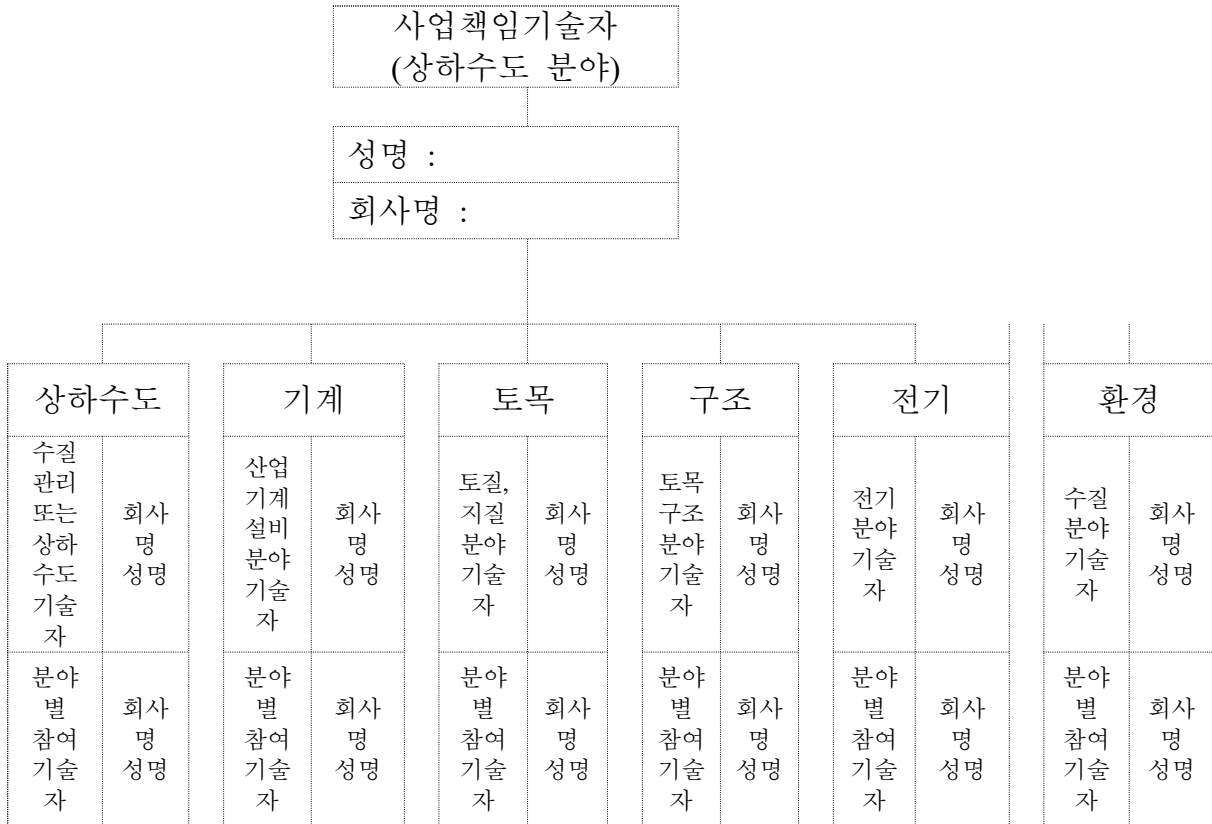 사업책임기술자
(상하수도 분야)
성명 :
회사명 :
상하수도
기계
토목
구조
전기
환경
수질
관리
또는
상하
수도
기술
자
회사
명
성명
산업
기계
설비
분야
기술
자
회사
명
성명
토질,
지질
분야
기술
자
회사
명
성명
토목
구조
분야
기술
자
회사
명
성명
전기
분야
기술
자
회사
명
성명
수질
분야
기술
자
회사
명
성명
분야
별
참여
기술
자
회사
명
성명
분야
별
참여
기술
자
회사
명
성명
분야
별
참여
기술
자
회사
명
성명
분야
별
참여
기술
자
회사
명
성명
분야
별
참여
기술
자
회사
명
성명
분야
별
참여
기술
자
회사
명
성명